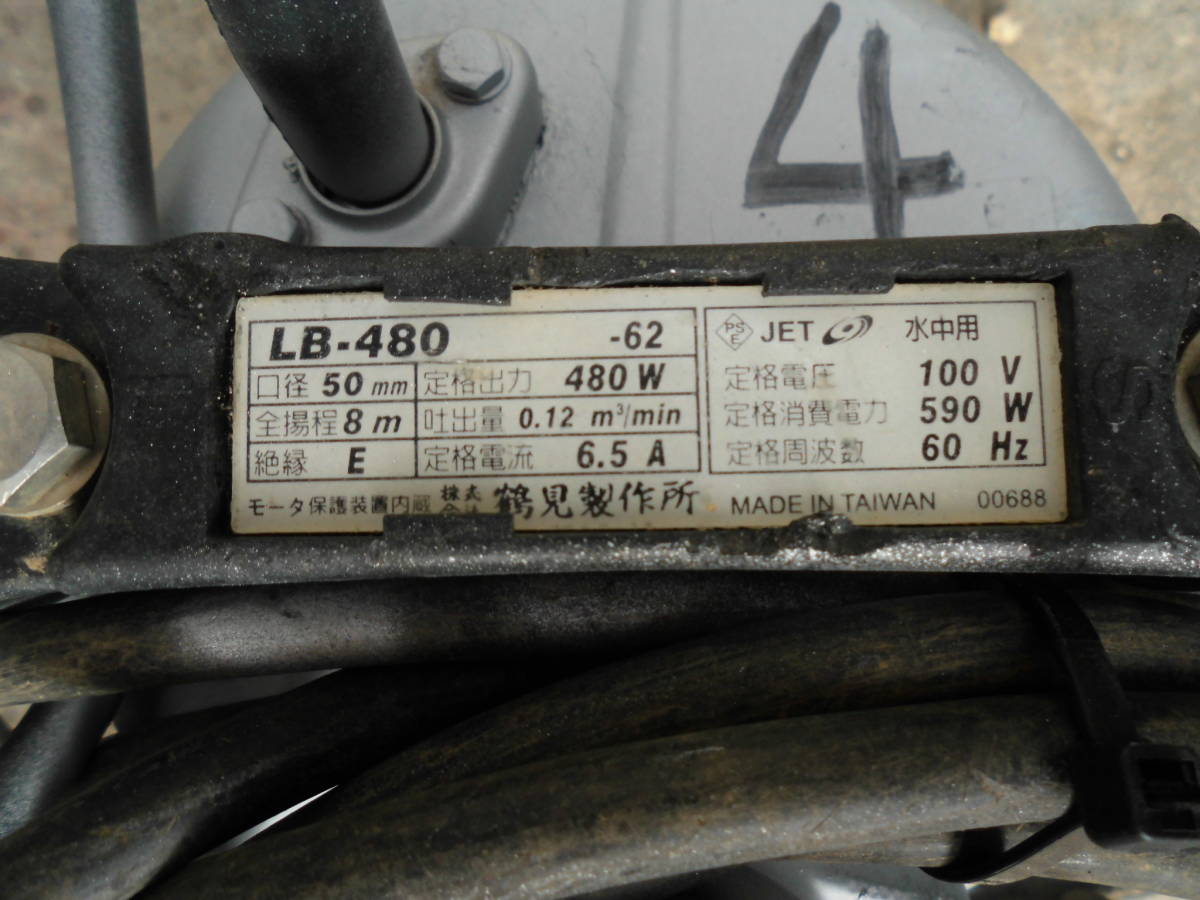 4
LB-480 -62
口径 50 mm 定格出力 480 W
全揚程 8 m 吐出量 0.12 m³/min
絶縁 E 定格電流 6.5 A
モータ保護装置内蔵 株式会社 鶴見製作所
PSE JET 水中用
定格電圧 100 V
定格消費電力 590 W
定格周波数 60 Hz
MADE IN TAIWAN 00688